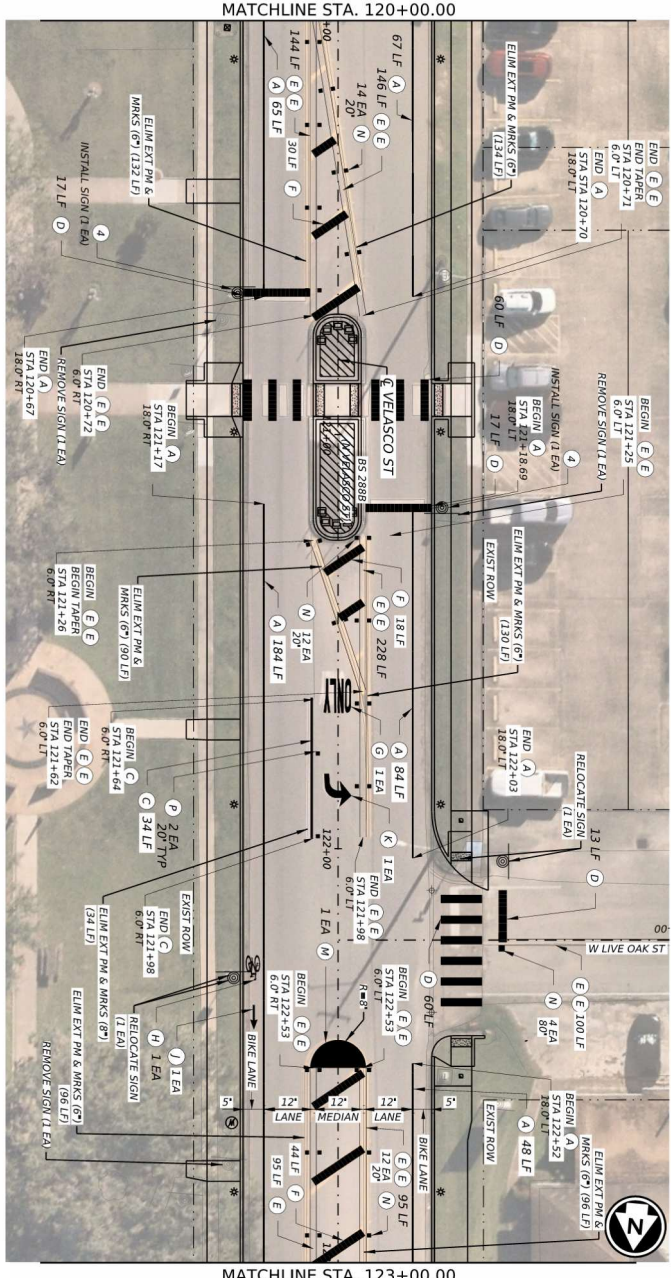 MATCHLINE STA. 120+00.00
+00
67 LF A
144 LF E E
A 65 LF
146 LF E E
14 EA N
20'
30 LF F
ELIM EXT PM &
MRKS (6") (132 LF)
ELIM EXT PM & MRKS (6")
(134 LF)
END E E
END TAPER
STA 120+71
6.0' LT
END A
STA STA 120+70
18.0' LT
INSTALL SIGN (1 EA) 4
17 LF D
60 LF D
REMOVE SIGN (1 EA)
END A
STA 120+67
18.0' RT
END E E
STA 120+72
6.0' RT
BEGIN A
STA 121+17
18.0' RT
℄ VELASCO ST
N VELASCO ST
BS 288B
21+00
BEGIN E E
STA 121+25
6.0' LT
REMOVE SIGN (1 EA)
INSTALL SIGN (1 EA) 4
BEGIN A
STA 121+18.69
18.0' LT
17 LF D
EXIST ROW
ELIM EXT PM & MRKS (6")
(130 LF)
BEGIN E E
BEGIN TAPER
STA 121+26
6.0' RT
ELIM EXT PM &
MRKS (6") (90 LF)
A 184 LF
N 12 EA
20'
F 18 LF
E E 228 LF
ONLY
G 1 EA
A 84 LF
END A
STA 122+03
18.0' LT
RELOCATE SIGN
(1 EA)
END E E
END TAPER
STA 121+62
6.0' LT
BEGIN C
STA 121+64
6.0' RT
P 2 EA
20' TYP
C 34 LF
K 1 EA
END E E
STA 121+98
6.0' LT
122+00
13 LF D
00+
W LIVE OAK ST
ELIM EXT PM & MRKS (8")
(34 LF)
END C
STA 121+98
6.0' RT
EXIST ROW
1 EA M
D 60 LF
E E 100 LF
N 4 EA
80'
RELOCATE SIGN
(1 EA)
H 1 EA
J 1 EA
BEGIN E E
STA 122+53
6.0' RT
R=8'
BEGIN E E
STA 122+53
6.0' LT
BEGIN A
STA 122+52
18.0' LT
A 48 LF
EXIST ROW
BIKE LANE
5'
12'
LANE
12'
MEDIAN
12'
LANE
5'
BIKE LANE
ELIM EXT PM & MRKS (6")
(96 LF)
REMOVE SIGN (1 EA)
44 LF F
95 LF E
E E 95 LF
12 EA N
20'
ELIM EXT PM &
MRKS (6") (96 LF)
N
MATCHLINE STA. 123+00.00